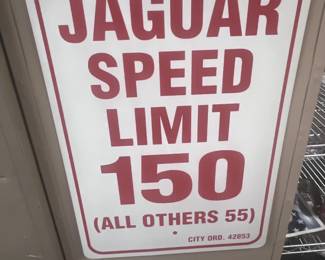 JAGUAR
SPEED
LIMIT
150
(ALL OTHERS 55)
CITY ORD. 42853